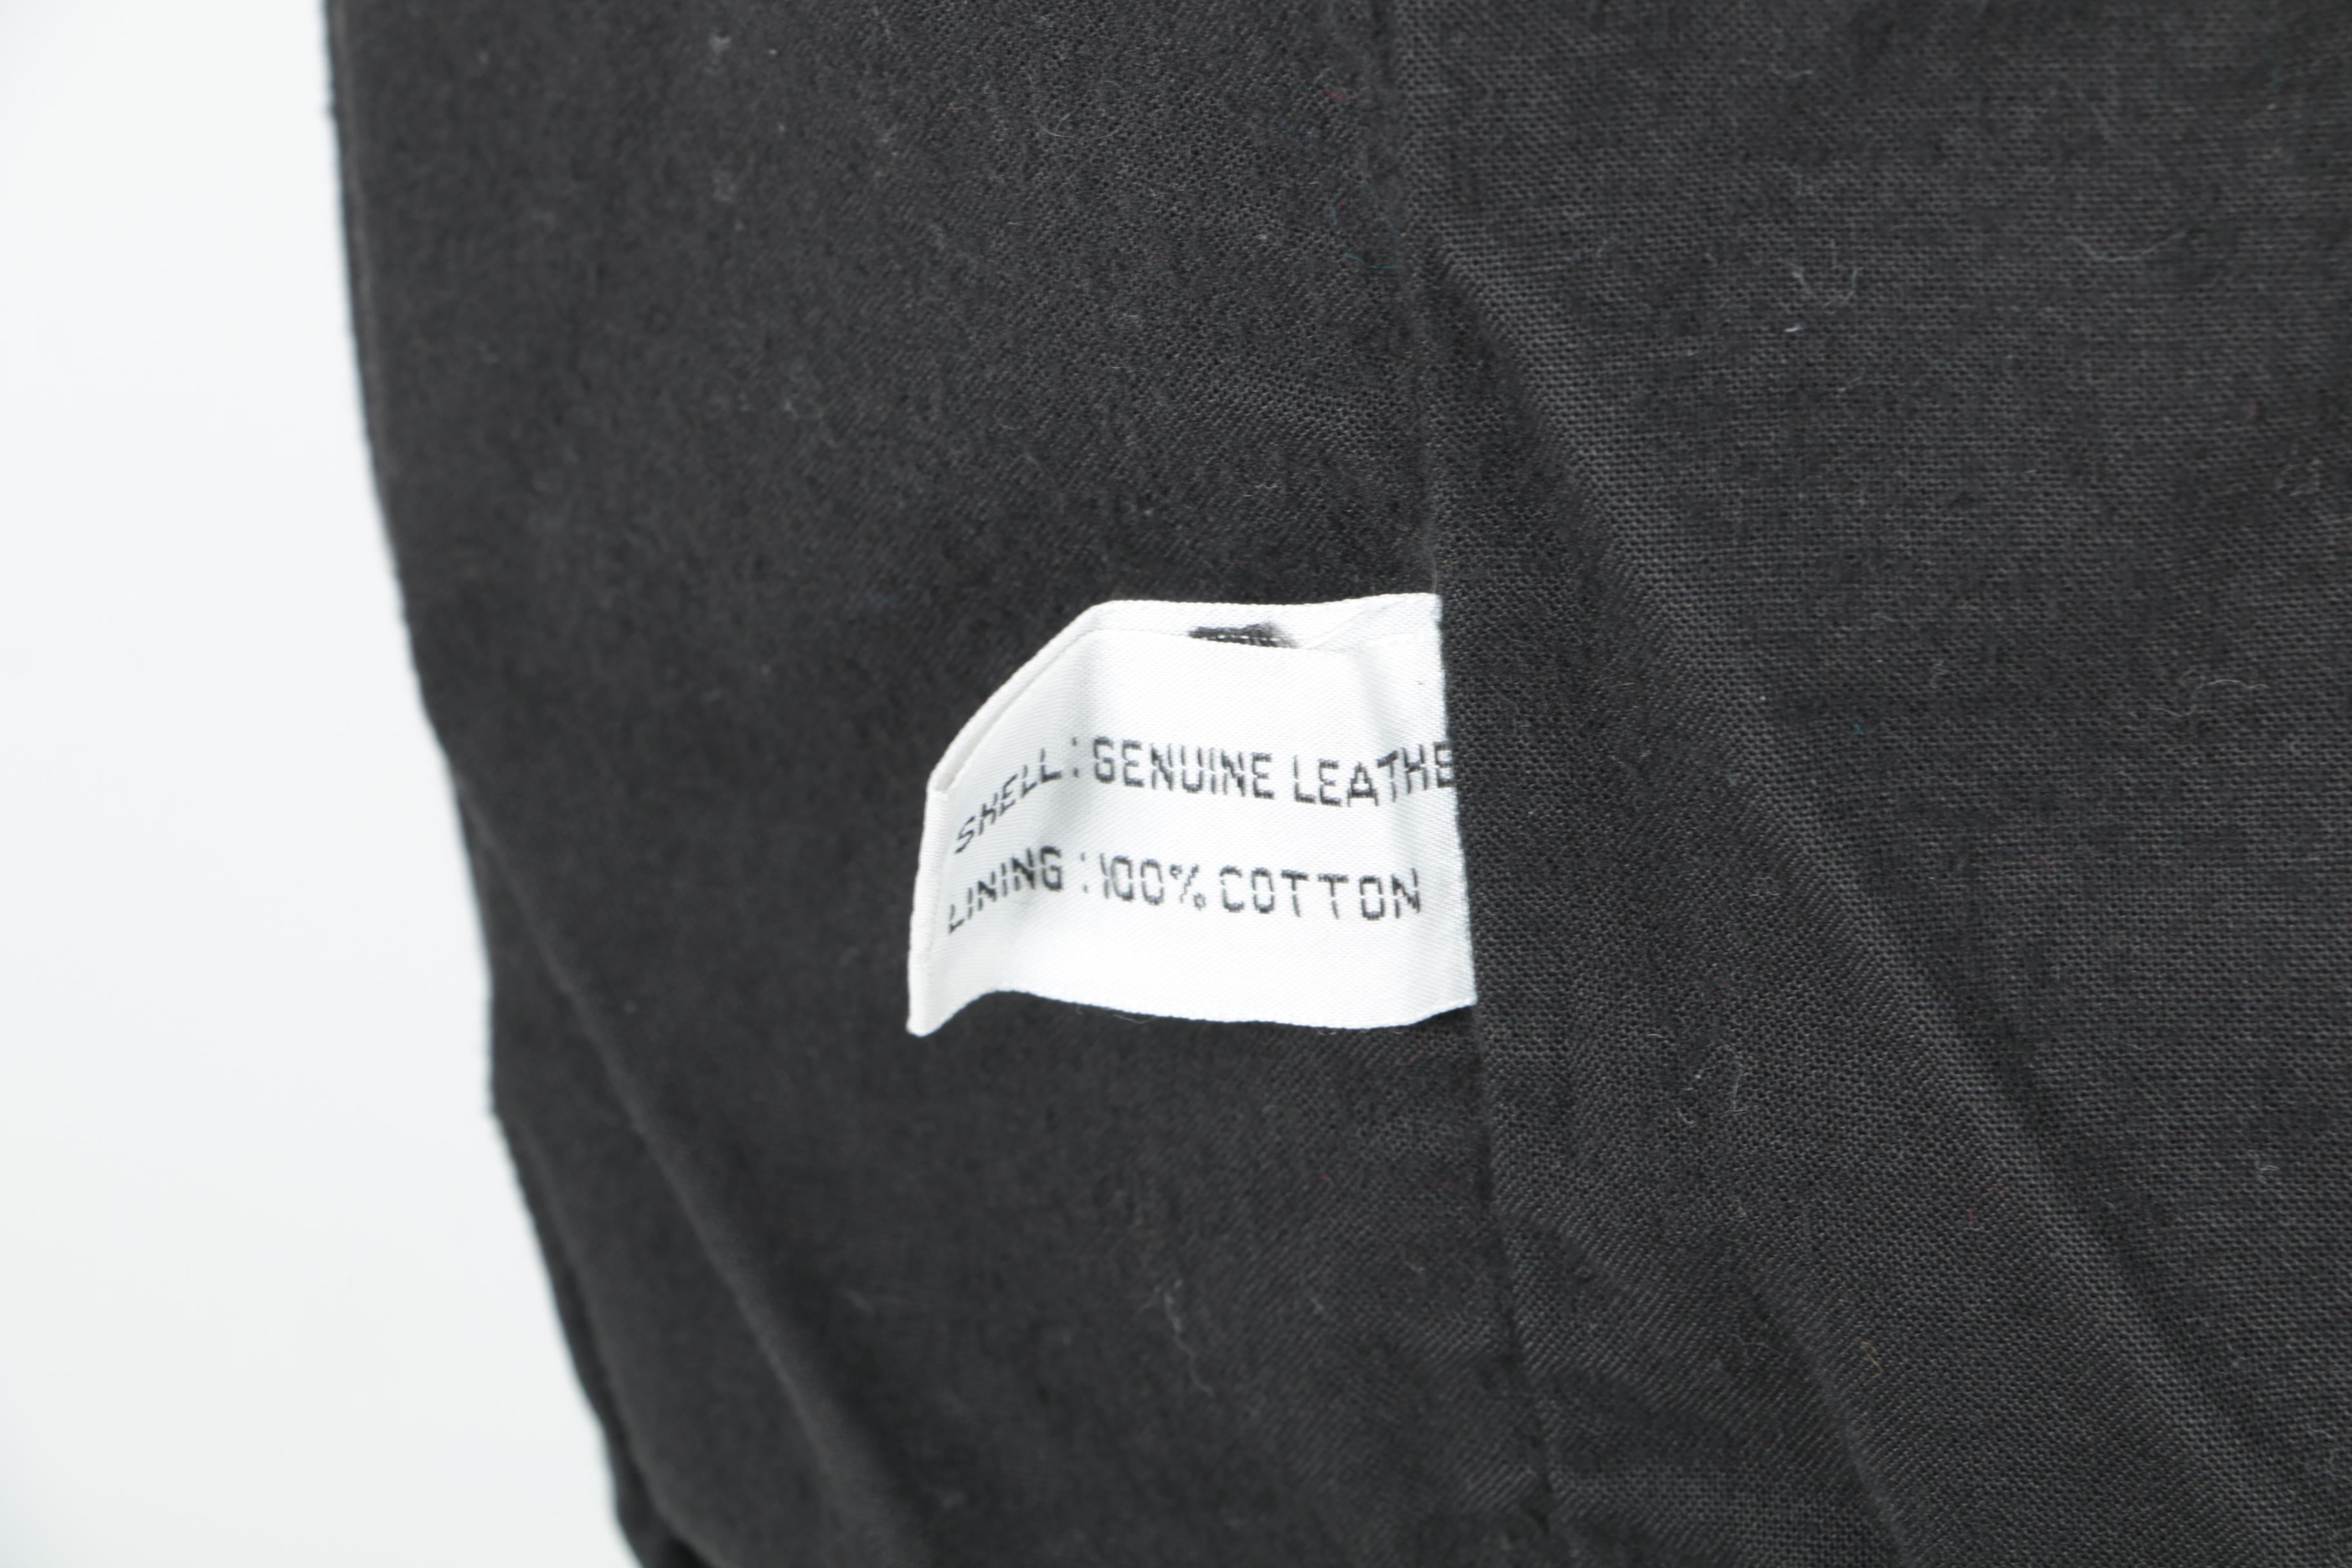 SHELL : GENUINE LEATHE
LINING : 100% COTTON